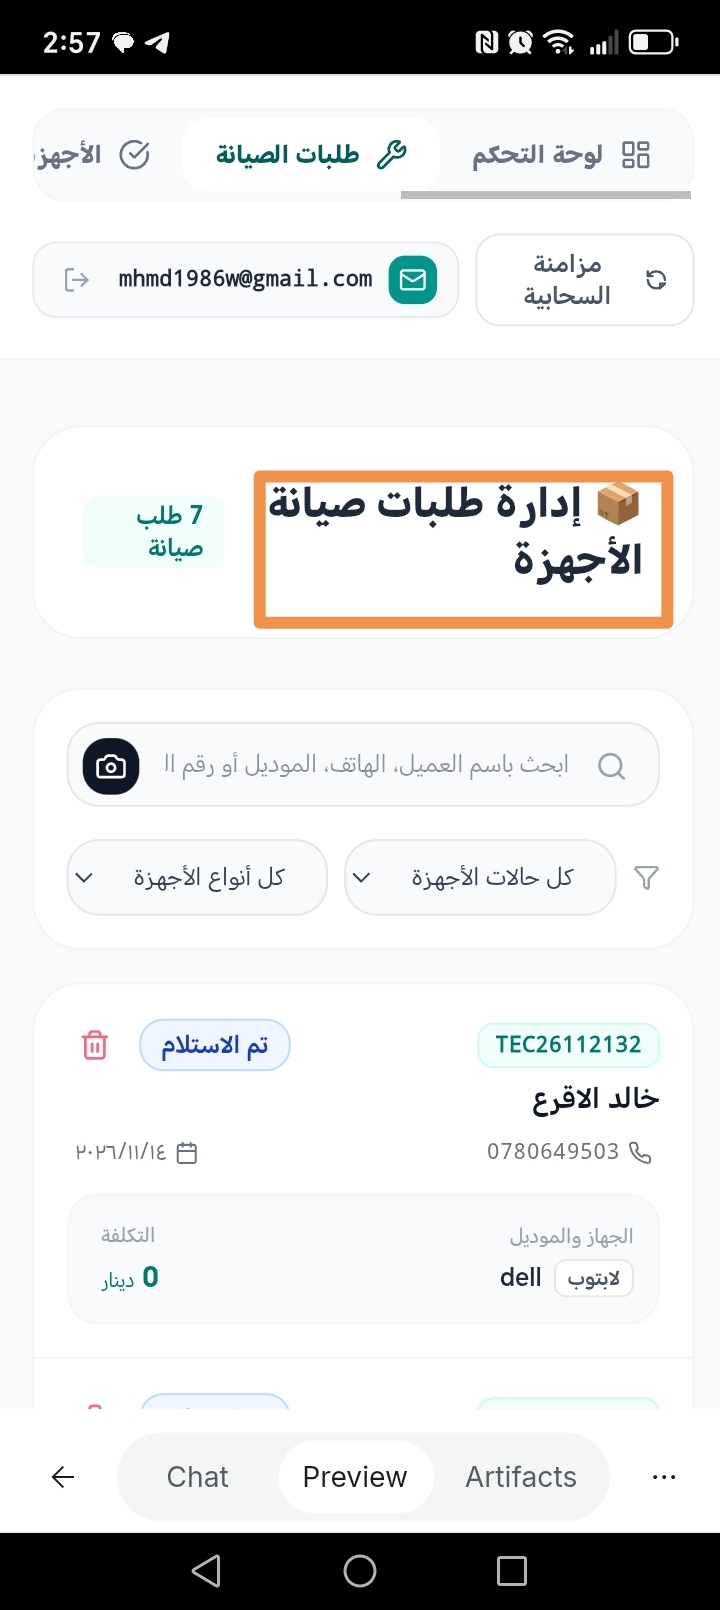 2:57
لوحة التحكم
طلبات الصيانة
الأجهز
مزامنة
السحابية
mhmd1986w@gmail.com
إدارة طلبات صيانة
الأجهزة
7 طلب
صيانة
ابحث باسم العميل، الهاتف، الموديل أو رقم ال
كل حالات الأجهزة
كل أنواع الأجهزة
TEC26112132
تم الاستلام
خالد الاقرع
0780649503
٢٠٢٦/١١/١٤
الجهاز والموديل
التكلفة
لابتوب dell
0 دينار
Chat
Preview
Artifacts